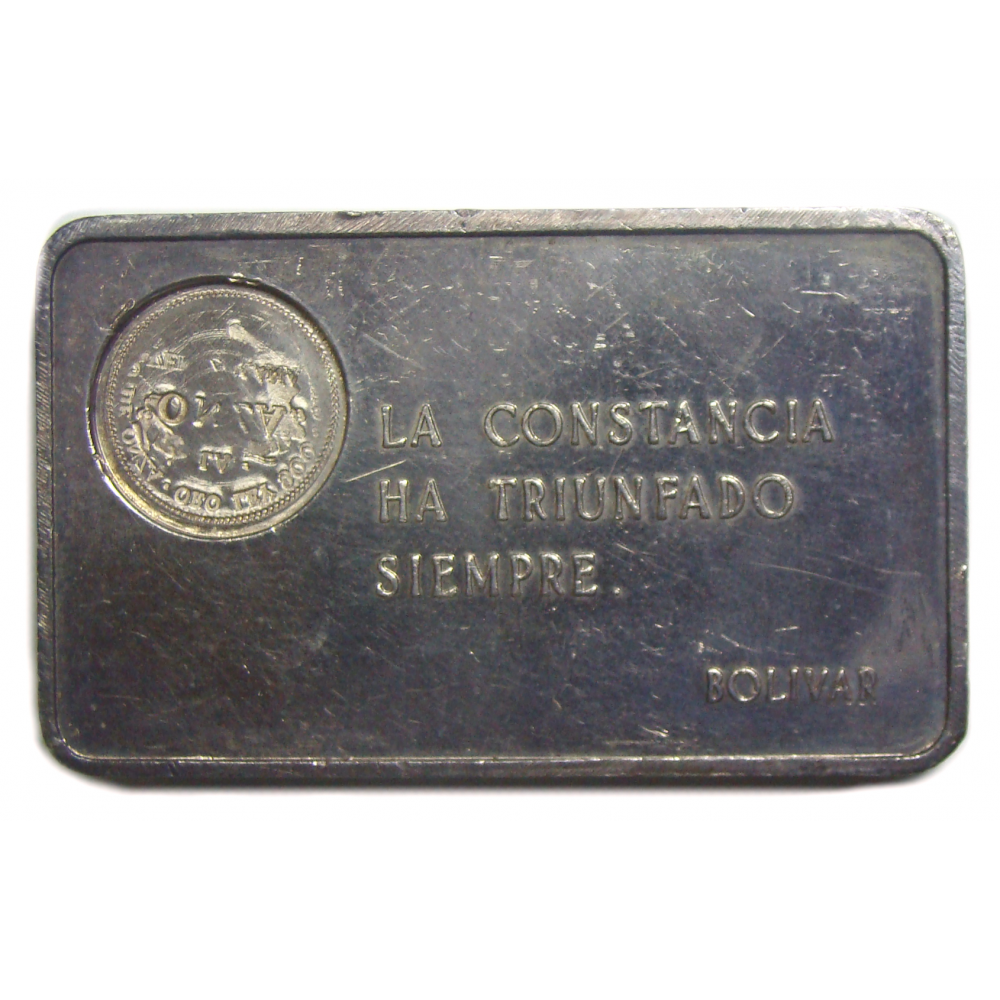 LA CONSTANCIA
HA TRIUNFADO
SIEMPRE.
BOLIVAR